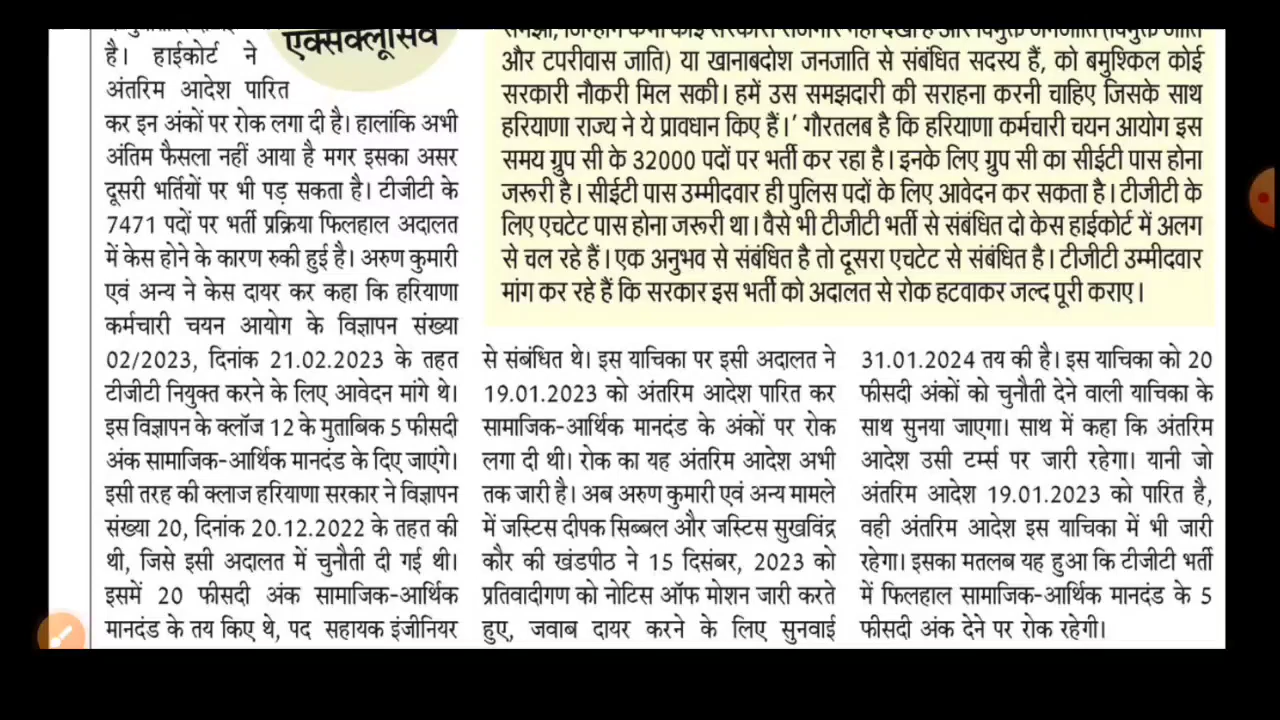 एक्सक्लूसिव
है। हाईकोर्ट ने
अंतरिम आदेश पारित
कर इन अंकों पर रोक लगा दी है। हालांकि अभी
अंतिम फैसला नहीं आया है मगर इसका असर
दूसरी भर्तियों पर भी पड़ सकता है। टीजीटी के
7471 पदों पर भर्ती प्रक्रिया फिलहाल अदालत
में केस होने के कारण रुकी हुई है। अरुण कुमारी
एवं अन्य ने केस दायर कर कहा कि हरियाणा
कर्मचारी चयन आयोग के विज्ञापन संख्या
02/2023, दिनांक 21.02.2023 के तहत
टीजीटी नियुक्त करने के लिए आवेदन मांगे थे।
इस विज्ञापन के क्लॉज 12 के मुताबिक 5 फीसदी
अंक सामाजिक-आर्थिक मानदंड के दिए जाएंगे।
इसी तरह की क्लाज हरियाणा सरकार ने विज्ञापन
संख्या 20, दिनांक 20.12.2022 के तहत की
थी, जिसे इसी अदालत में चुनौती दी गई थी।
इसमें 20 फीसदी अंक सामाजिक-आर्थिक
मानदंड के तय किए थे, पद सहायक इंजीनियर
समझा, जिन्होंने कभी कोई सरकारी रोजगार नहीं देखा है और विमुक्त जनजाति (विमुक्त जाति
और टपरीवास जाति) या खानाबदोश जनजाति से संबंधित सदस्य हैं, को बमुश्किल कोई
सरकारी नौकरी मिल सकी। हमें उस समझदारी की सराहना करनी चाहिए जिसके साथ
हरियाणा राज्य ने ये प्रावधान किए हैं।’ गौरतलब है कि हरियाणा कर्मचारी चयन आयोग इस
समय ग्रुप सी के 32000 पदों पर भर्ती कर रहा है। इनके लिए ग्रुप सी का सीईटी पास होना
जरूरी है। सीईटी पास उम्मीदवार ही पुलिस पदों के लिए आवेदन कर सकता है। टीजीटी के
लिए एचटेट पास होना जरूरी था। वैसे भी टीजीटी भर्ती से संबंधित दो केस हाईकोर्ट में अलग
से चल रहे हैं। एक अनुभव से संबंधित है तो दूसरा एचटेट से संबंधित है। टीजीटी उम्मीदवार
मांग कर रहे हैं कि सरकार इस भर्ती को अदालत से रोक हटवाकर जल्द पूरी कराए।
से संबंधित थे। इस याचिका पर इसी अदालत ने
19.01.2023 को अंतरिम आदेश पारित कर
सामाजिक-आर्थिक मानदंड के अंकों पर रोक
लगा दी थी। रोक का यह अंतरिम आदेश अभी
तक जारी है। अब अरुण कुमारी एवं अन्य मामले
में जस्टिस दीपक सिब्बल और जस्टिस सुखविंद्र
कौर की खंडपीठ ने 15 दिसंबर, 2023 को
प्रतिवादीगण को नोटिस ऑफ मोशन जारी करते
हुए, जवाब दायर करने के लिए सुनवाई
31.01.2024 तय की है। इस याचिका को 20
फीसदी अंकों को चुनौती देने वाली याचिका के
साथ सुनया जाएगा। साथ में कहा कि अंतरिम
आदेश उसी टर्म्स पर जारी रहेगा। यानी जो
अंतरिम आदेश 19.01.2023 को पारित है,
वही अंतरिम आदेश इस याचिका में भी जारी
रहेगा। इसका मतलब यह हुआ कि टीजीटी भर्ती
में फिलहाल सामाजिक-आर्थिक मानदंड के 5
फीसदी अंक देने पर रोक रहेगी।